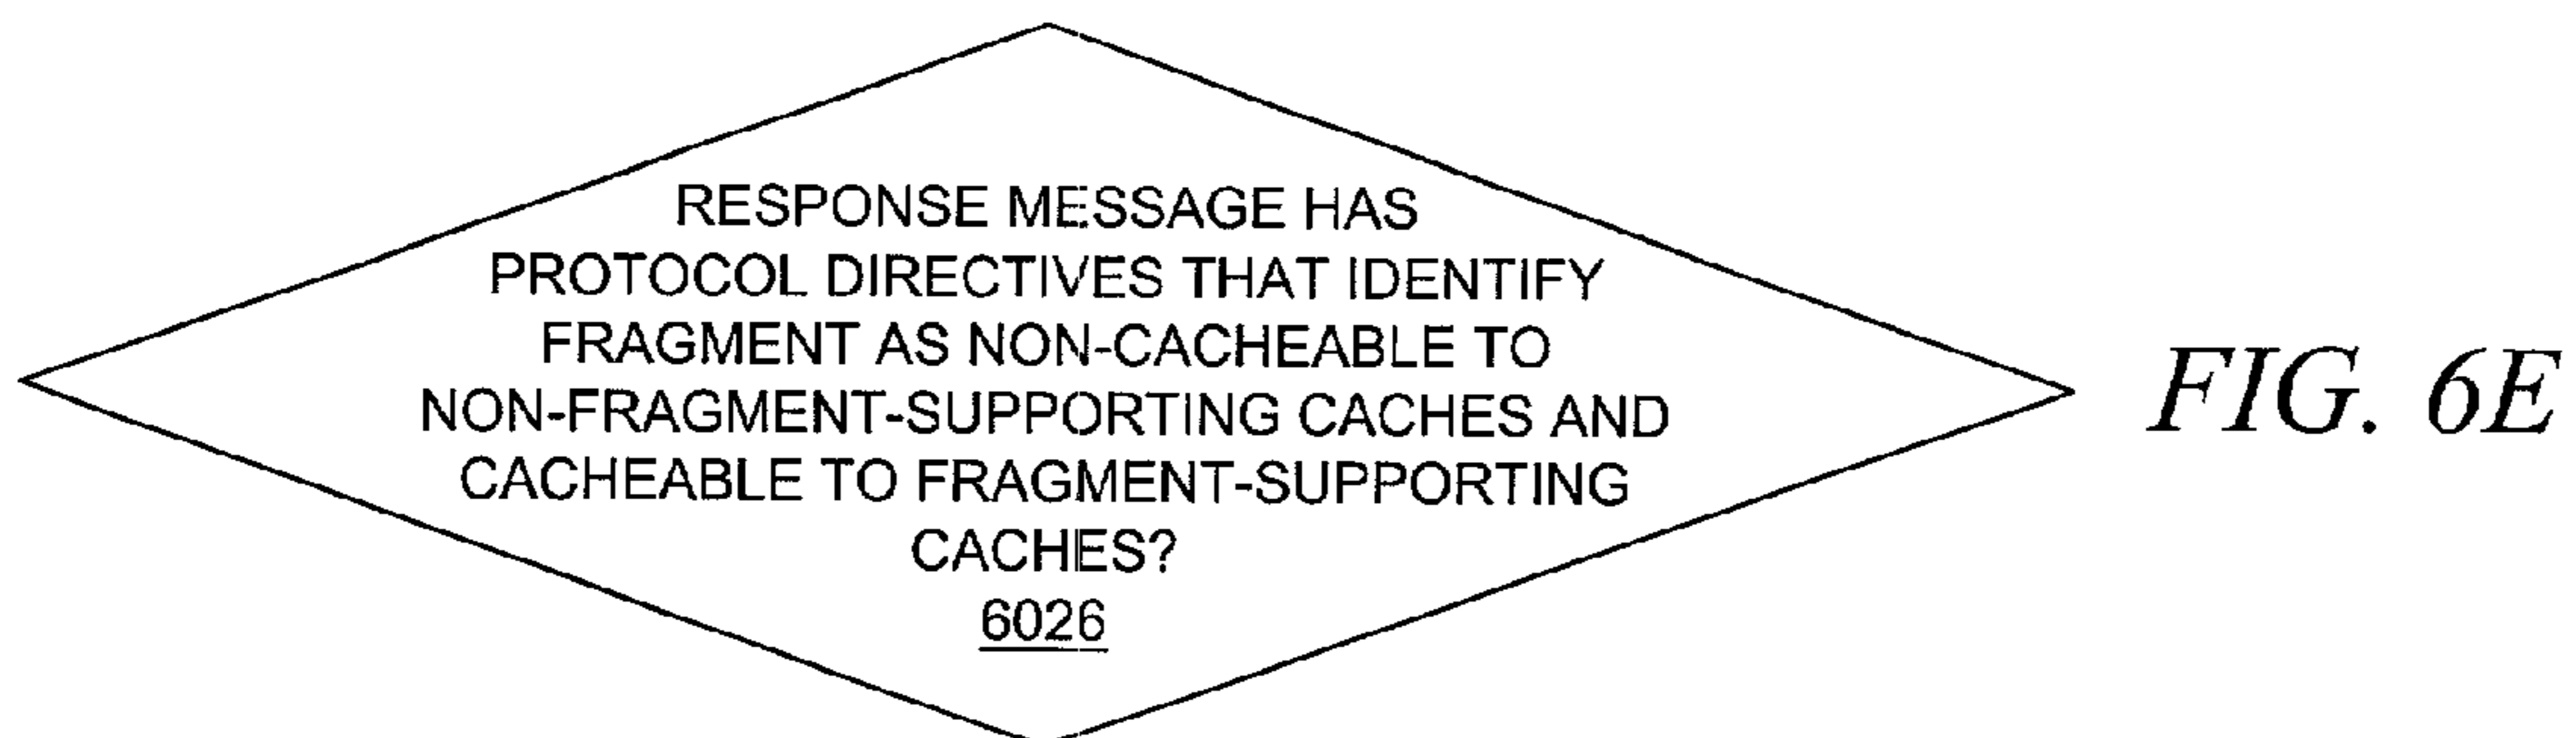 RESPONSE MESSAGE HAS
PROTOCOL DIRECTIVES THAT IDENTIFY
FRAGMENT AS NON-CACHEABLE TO
NON-FRAGMENT-SUPPORTING CACHES AND
CACHEABLE TO FRAGMENT-SUPPORTING
CACHES?
6026
FIG. 6E